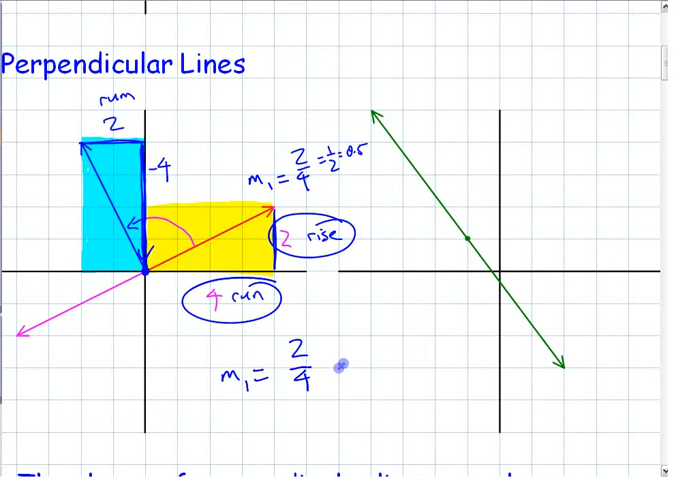 Perpendicular Lines
run
2
-4
m₁ = 2/4 = 1/2 = 0.5
2 rise
4 run
m₁ = 2/4